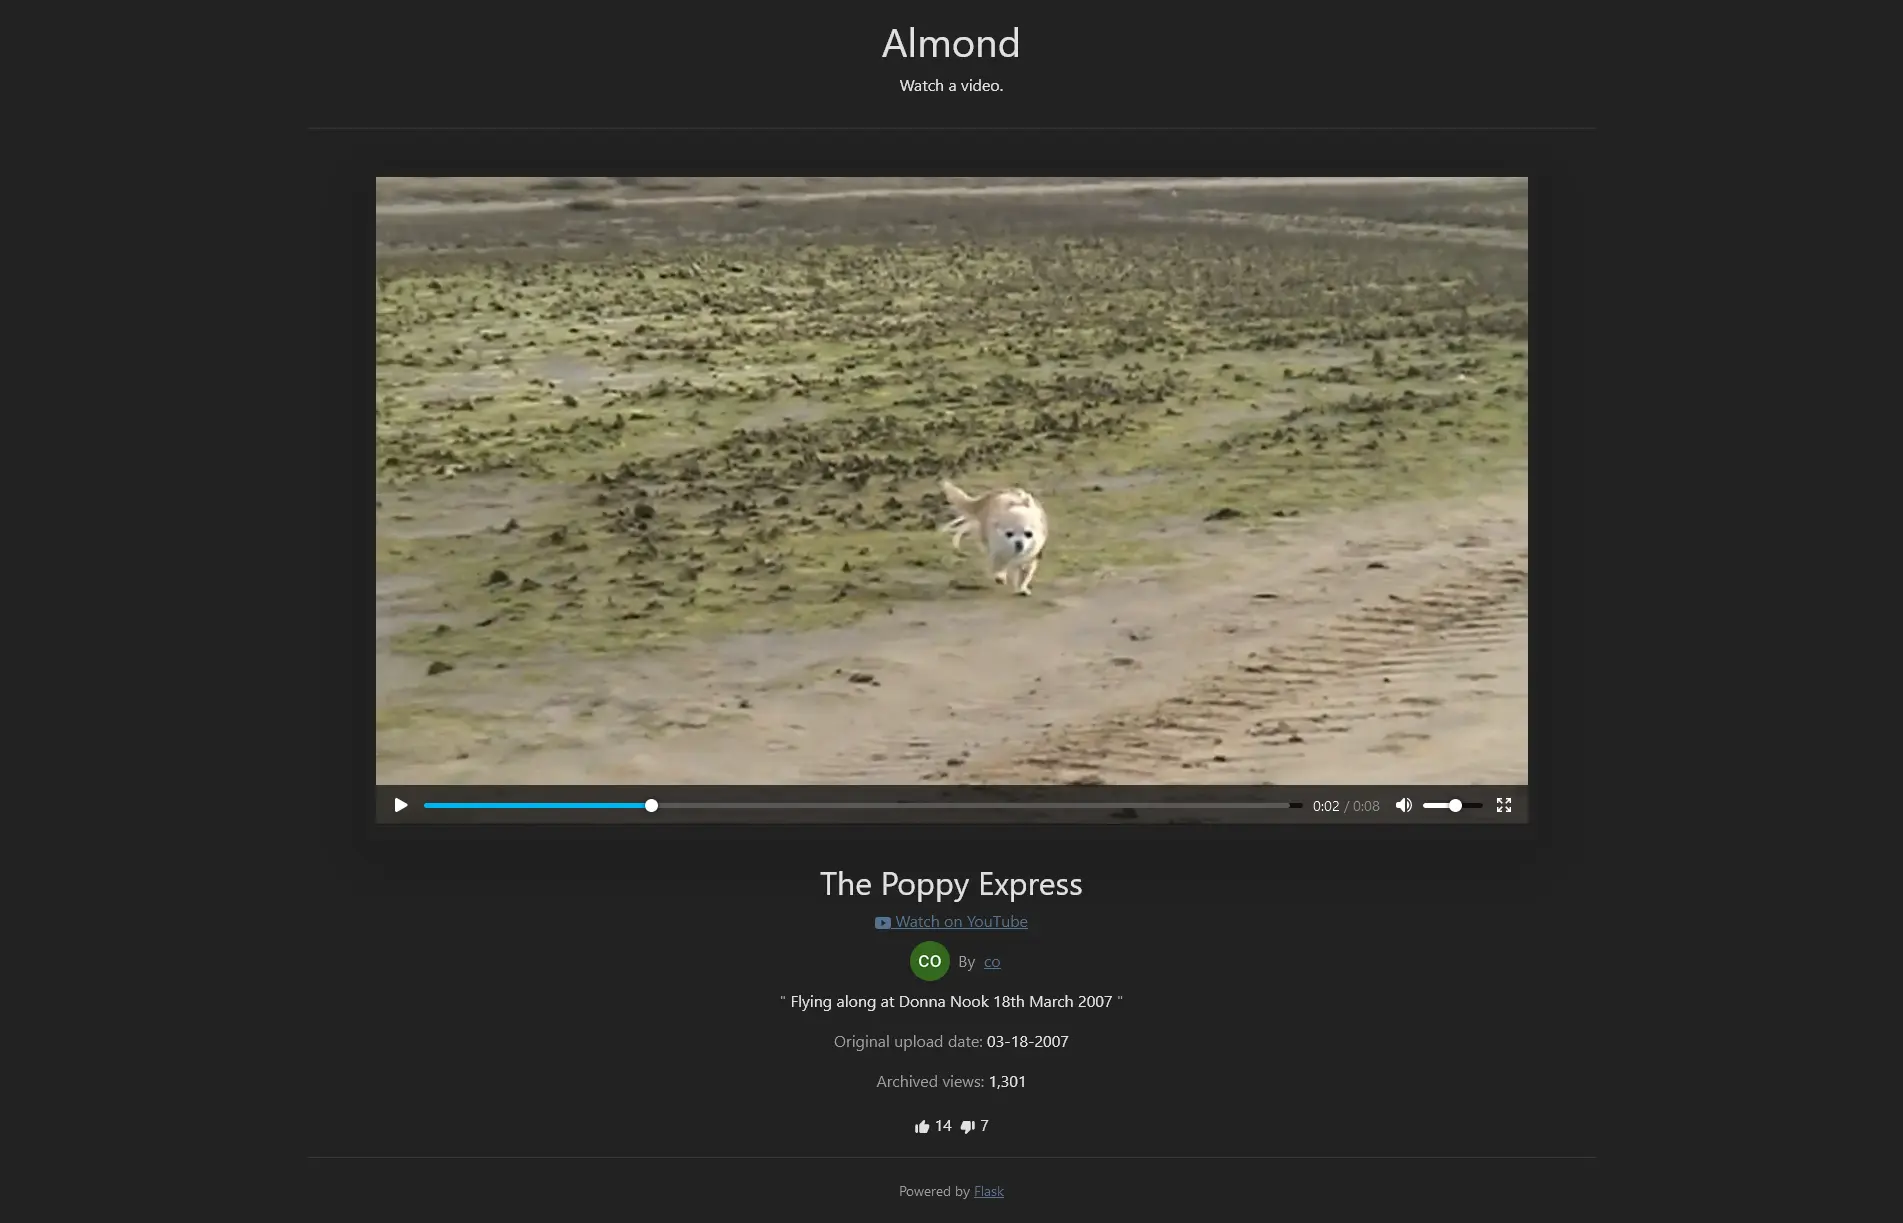 Almond
Watch a video.
0:02 / 0:08
The Poppy Express
Watch on YouTube
CO By co
" Flying along at Donna Nook 18th March 2007 "
Original upload date: 03-18-2007
Archived views: 1,301
14 7
Powered by Flask